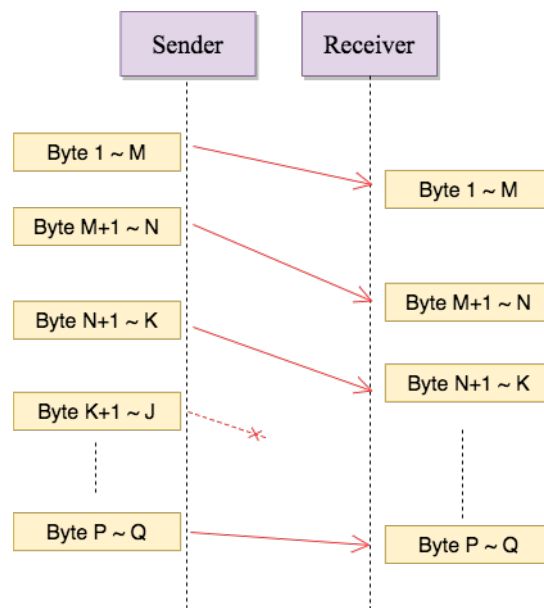 Sender
Receiver
Byte 1 ~ M
Byte 1 ~ M
Byte M+1 ~ N
Byte M+1 ~ N
Byte N+1 ~ K
Byte N+1 ~ K
Byte K+1 ~ J
Byte P ~ Q
Byte P ~ Q